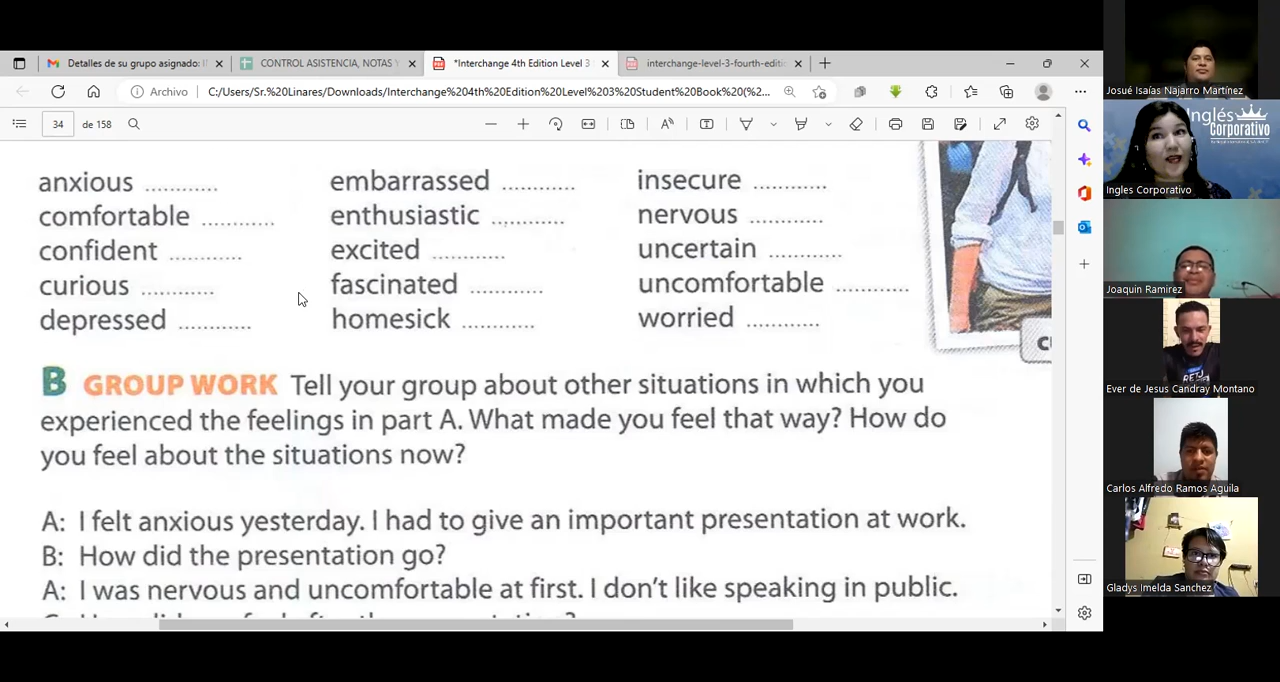 Detalles de su grupo asignado: I
CONTROL ASISTENCIA, NOTAS Y
*Interchange 4th Edition Level 3
interchange-level-3-fourth-editi
Archivo
C:/Users/Sr.%20Linares/Downloads/Interchange%204th%20Edition%20Level%203%20Student%20Book%20(%2...
34
de 158
anxious ............
comfortable ............
confident ............
curious ............
depressed ............
embarrassed ............
enthusiastic ............
excited ............
fascinated ............
homesick ............
insecure ............
nervous ............
uncertain ............
uncomfortable ............
worried ............
B GROUP WORK Tell your group about other situations in which you
experienced the feelings in part A. What made you feel that way? How do
you feel about the situations now?
A: I felt anxious yesterday. I had to give an important presentation at work.
B: How did the presentation go?
A: I was nervous and uncomfortable at first. I don't like speaking in public.
Josué Isaías Najarro Martínez
Inglés
Corporativo
Ingles Corporativo
Joaquin Ramirez
Ever de Jesus Candray Montano
Carlos Alfredo Ramos Aguila
Gladys Imelda Sanchez